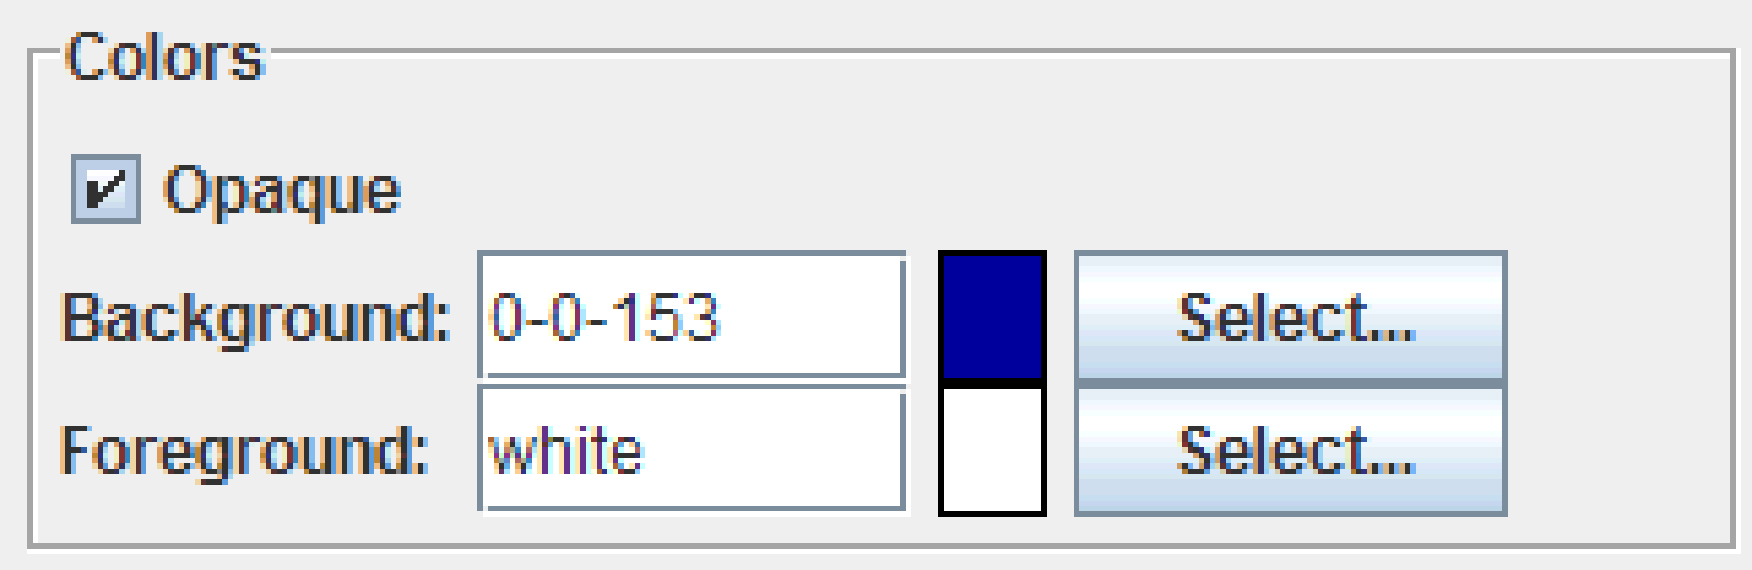 Colors
Opaque
Background: 0-0-153 Select...
Foreground: white Select...